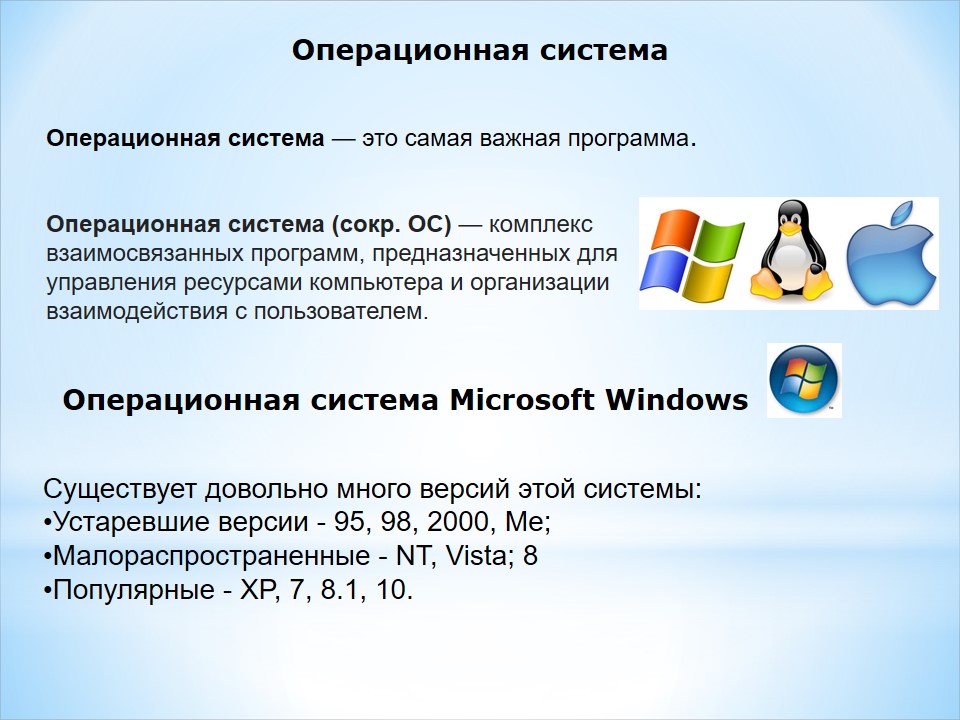 Операционная система
Операционная система — это самая важная программа.
Операционная система (сокр. ОС) — комплекс
взаимосвязанных программ, предназначенных для
управления ресурсами компьютера и организации
взаимодействия с пользователем.
Операционная система Microsoft Windows
Существует довольно много версий этой системы:
•Устаревшие версии - 95, 98, 2000, Me;
•Малораспространенные - NT, Vista; 8
•Популярные - XP, 7, 8.1, 10.